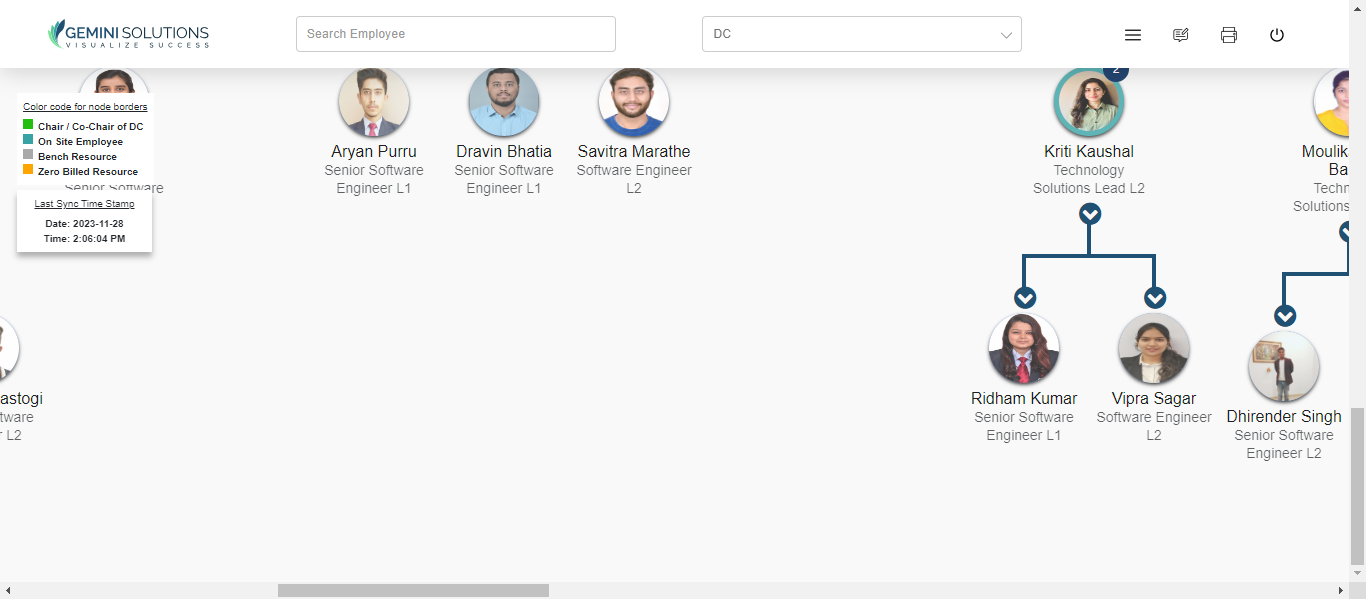 GEMINI SOLUTIONS
VISUALIZE SUCCESS
Search Employee
DC
2
Color code for node borders
Chair / Co-Chair of DC
On Site Employee
Bench Resource
Zero Billed Resource
Senior Software
Last Sync Time Stamp
Date: 2023-11-28
Time: 2:06:04 PM
Aryan Purru
Senior Software
Engineer L1
Dravin Bhatia
Senior Software
Engineer L1
Savitra Marathe
Software Engineer
L2
Kriti Kaushal
Technology
Solutions Lead L2
Moulik
Ba
Techn
Solutions
astogi
tware
r L2
Ridham Kumar
Senior Software
Engineer L1
Vipra Sagar
Software Engineer
L2
Dhirender Singh
Senior Software
Engineer L2